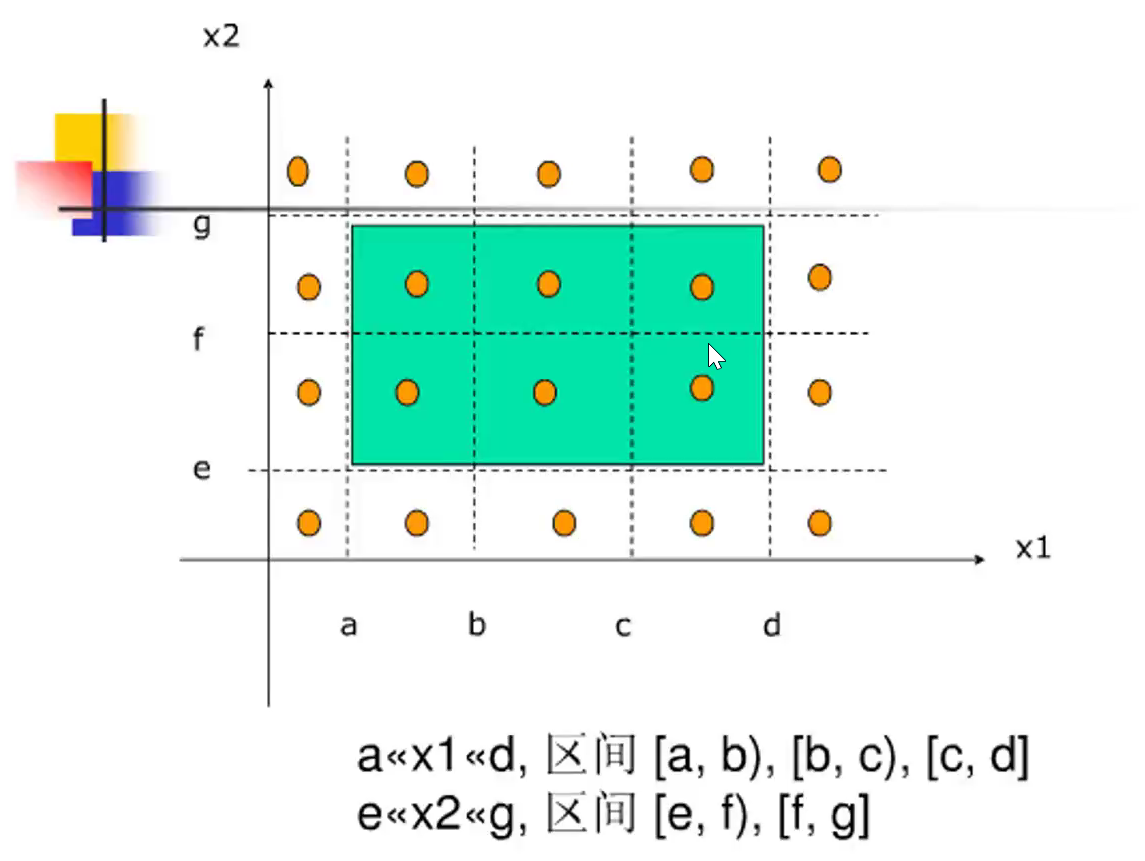 x2
g
f
e
x1
a b c d
a«x1«d, 区间 [a, b), [b, c), [c, d]
e«x2«g, 区间 [e, f), [f, g]